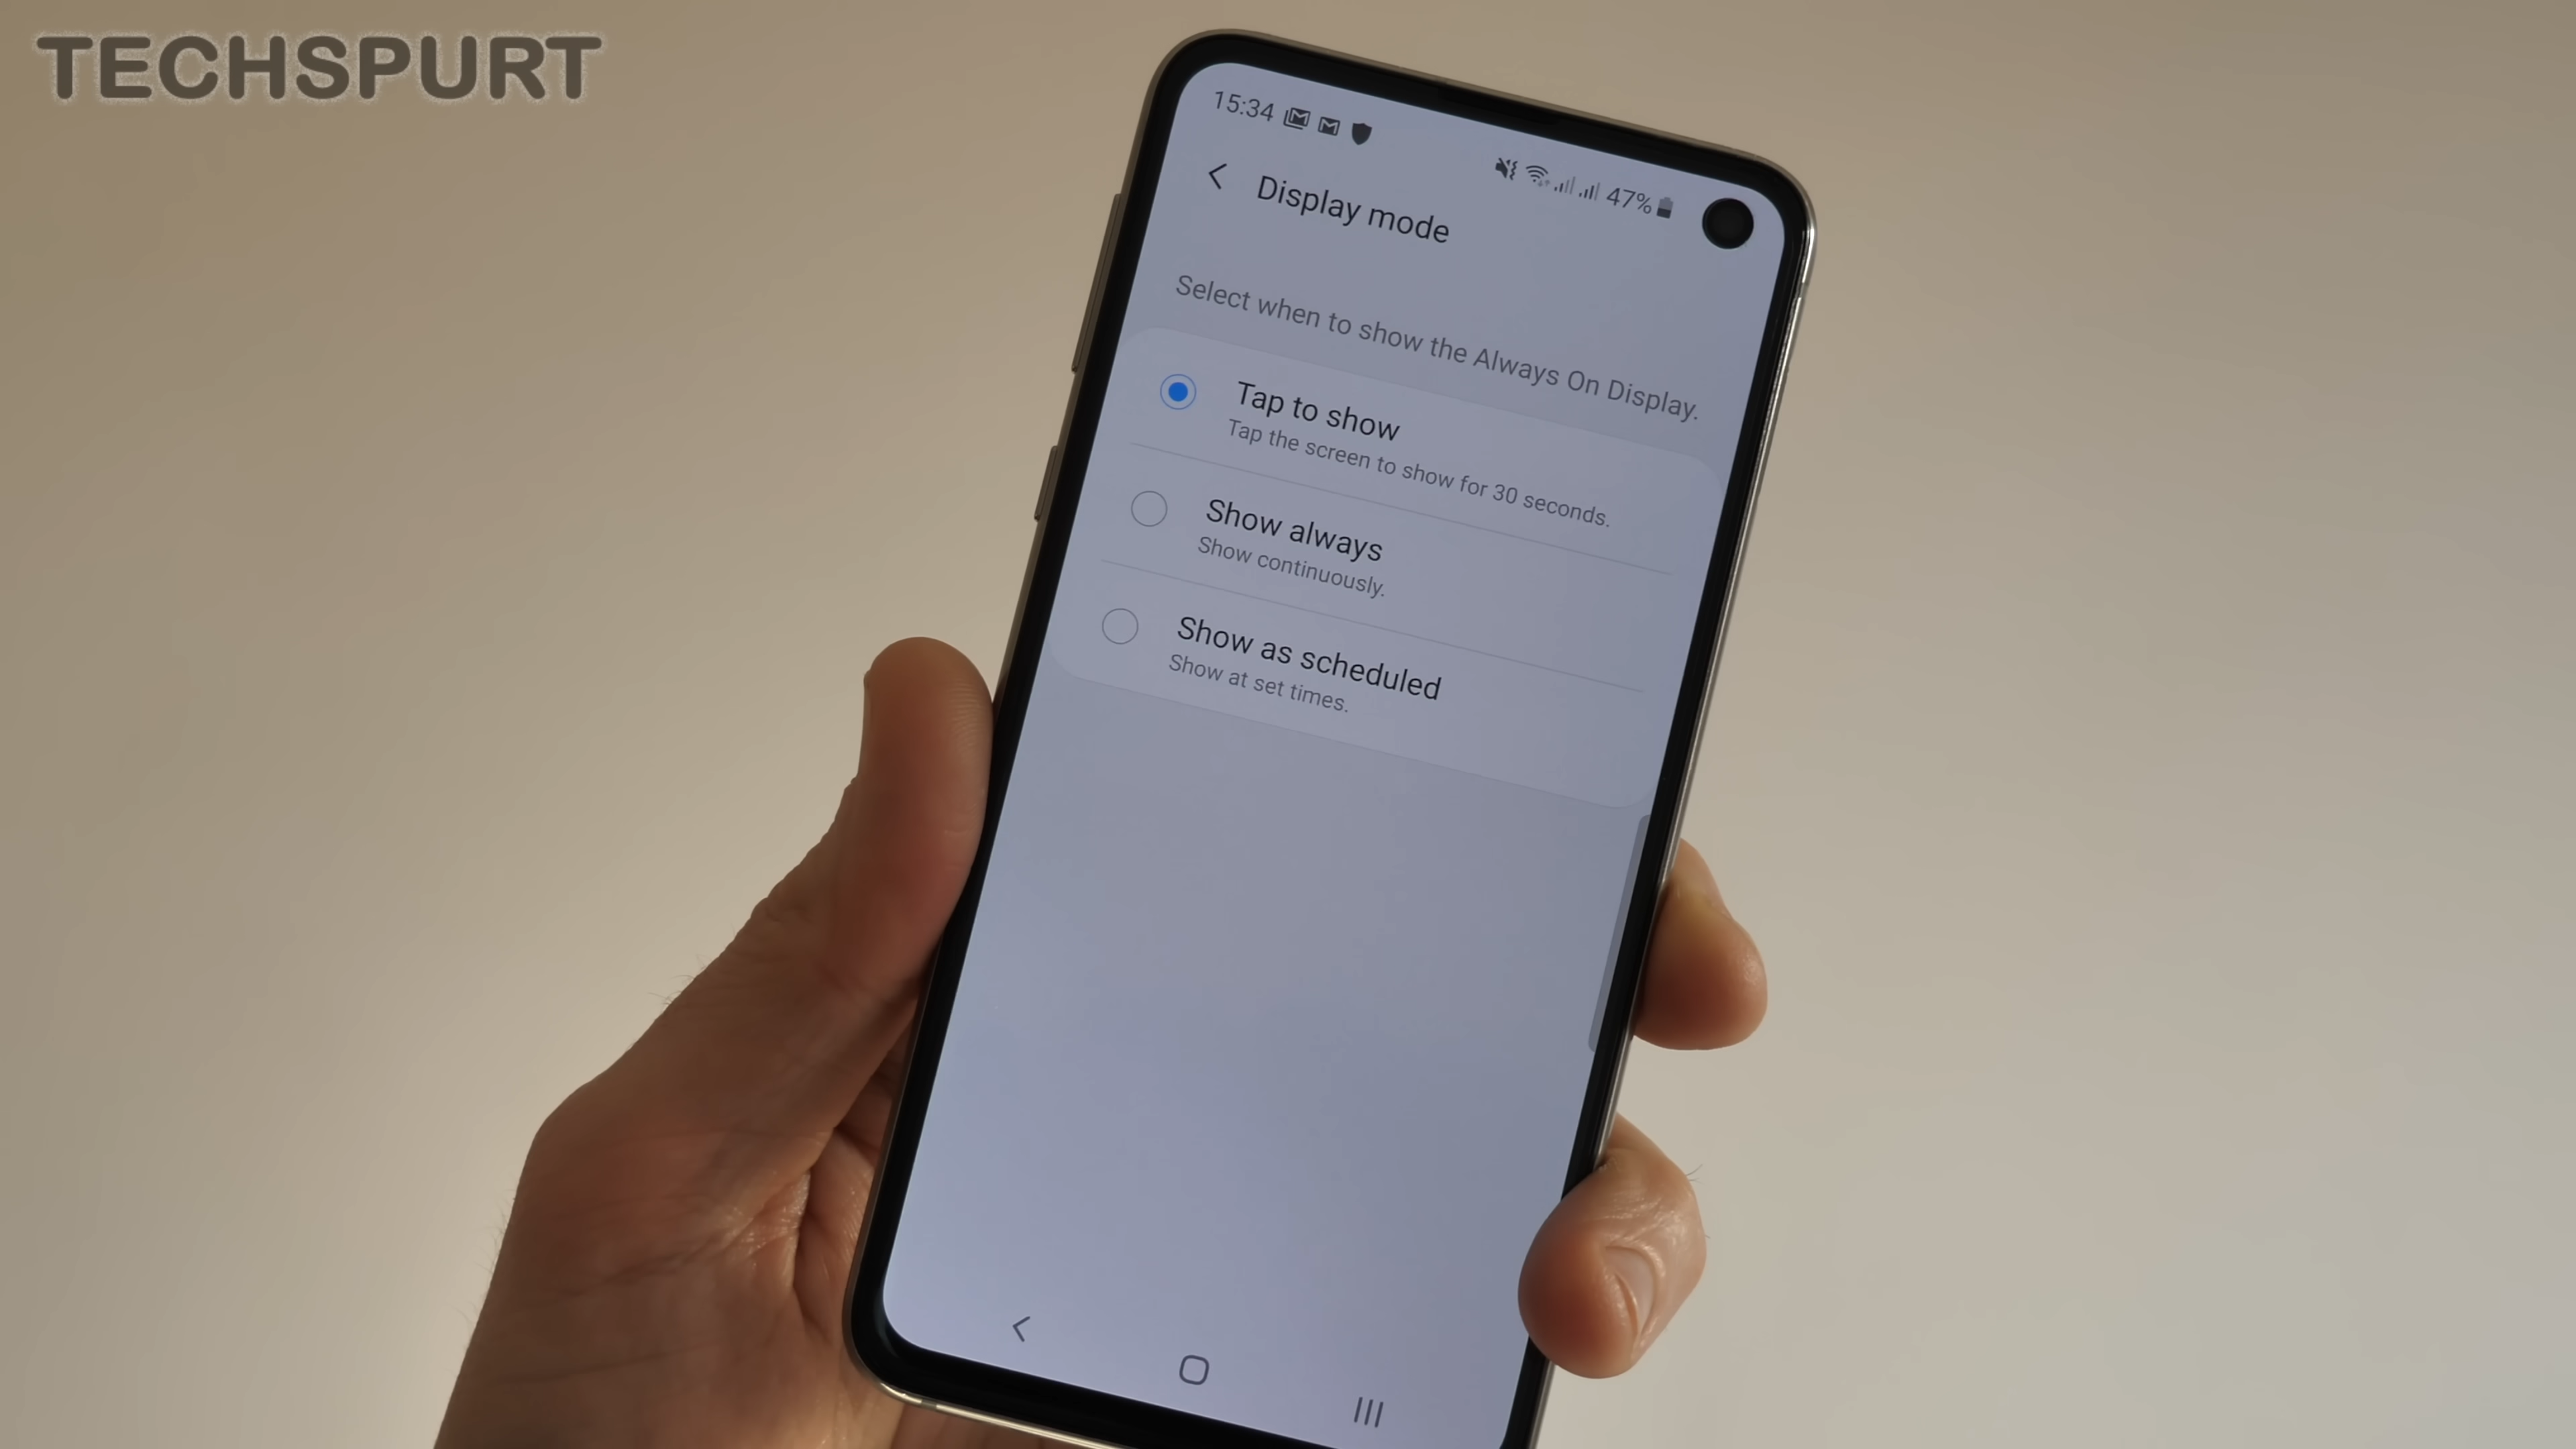 TECHSPURT
15:34
47%
Display mode
Select when to show the Always On Display.
Tap to show
Tap the screen to show for 30 seconds.
Show always
Show continuously.
Show as scheduled
Show at set times.